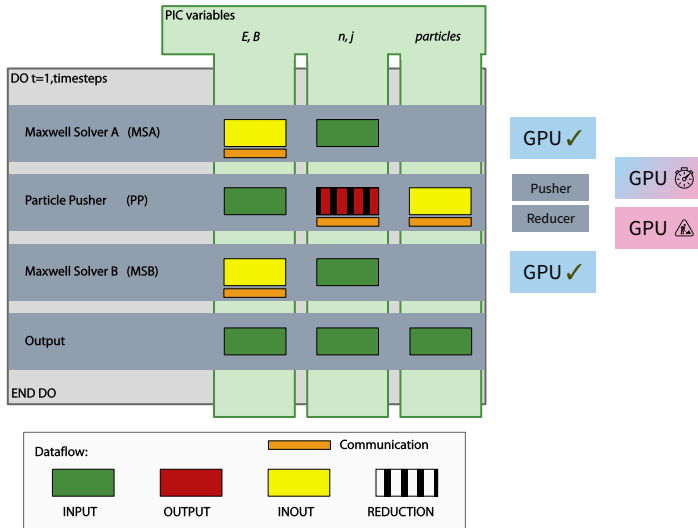 PIC variables
E, B
n, j
particles
DO t=1,timesteps
Maxwell Solver A (MSA)
GPU ✓
Particle Pusher (PP)
Pusher
GPU
Reducer
GPU
Maxwell Solver B (MSB)
GPU ✓
Output
END DO
Dataflow:
Communication
INPUT
OUTPUT
INOUT
REDUCTION